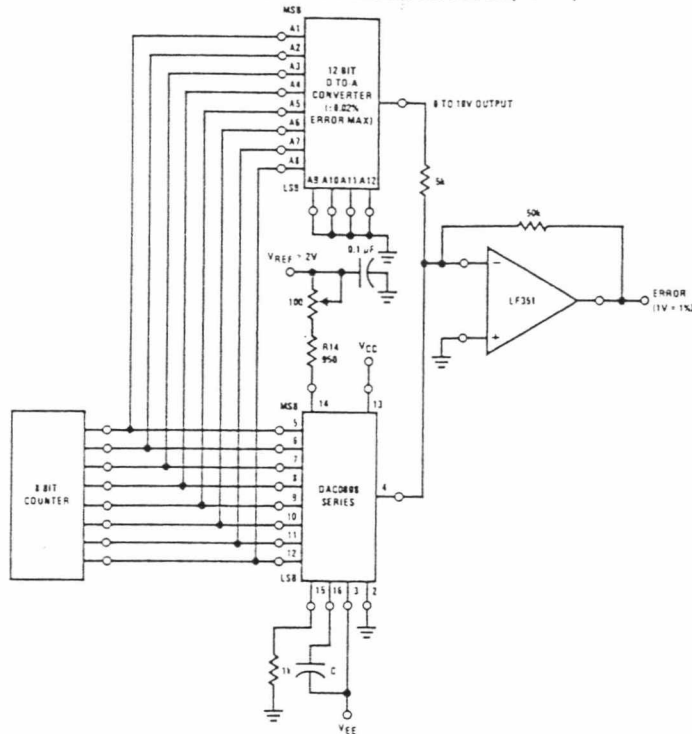 MSB
A1
A2
A3
A4
A5
A6
A7
A8
LSB
12 BIT
D TO A
CONVERTER
(±0.02%
ERROR MAX)
A9 A10 A11 A12
0 TO 10V OUTPUT
5k
50k
VREF = 2V
0.1 µF
100
R14
950
VCC
LF351
−
+
ERROR
(1V = 1%)
8 BIT
COUNTER
MSB
14
13
5
6
7
8
9
10
11
12
LSB
SERIES
4
15 16 3 2
1k
C
VEE